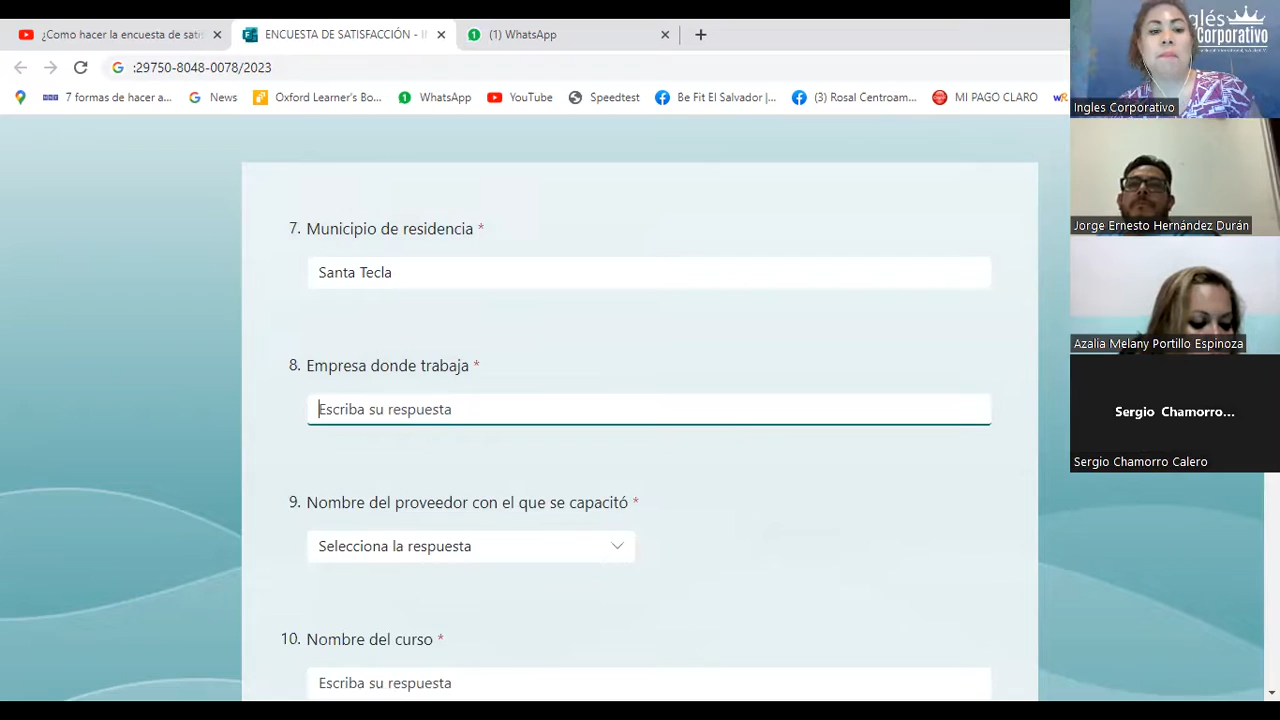 ¿Como hacer la encuesta de sati
ENCUESTA DE SATISFACCIÓN - I
(1) WhatsApp
:29750-8048-0078/2023
7 formas de hacer a...
News
Oxford Learner's Bo...
WhatsApp
YouTube
Speedtest
Be Fit El Salvador |...
(3) Rosal Centroam...
MI PAGO CLARO
7. Municipio de residencia *
Santa Tecla
8. Empresa donde trabaja *
Escriba su respuesta
9. Nombre del proveedor con el que se capacitó *
Selecciona la respuesta
10. Nombre del curso *
Escriba su respuesta
nglés
Corporativo
Ingles Corporativo
Jorge Ernesto Hernández Durán
Azalia Melany Portillo Espinoza
Sergio Chamorro...
Sergio Chamorro Calero